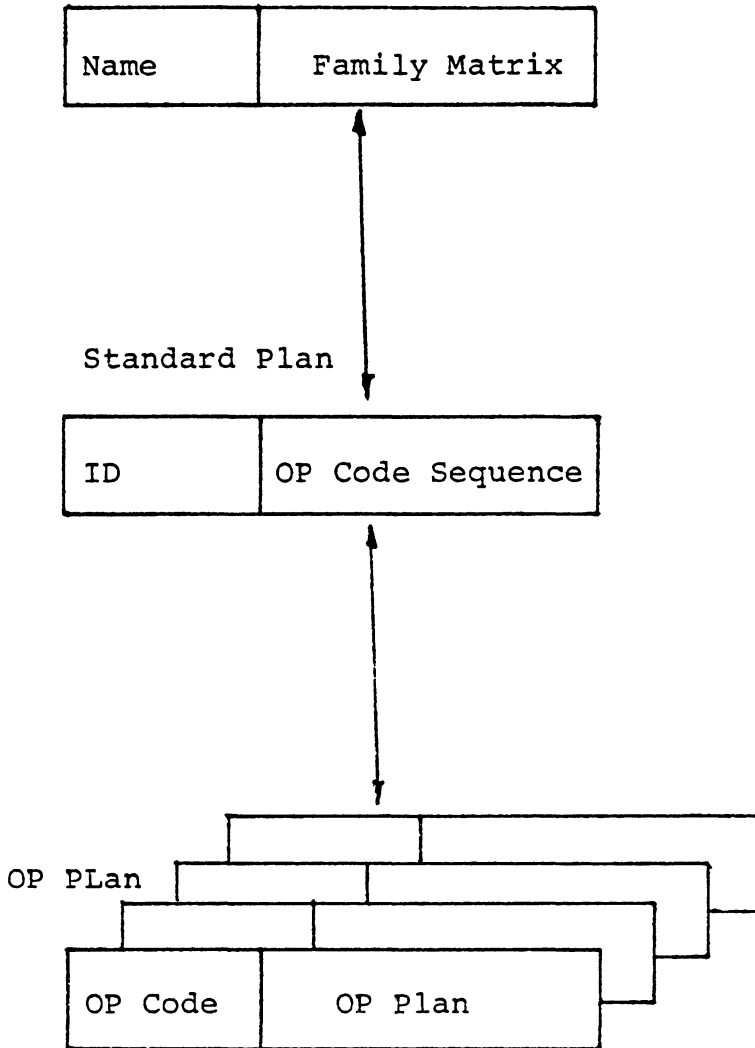 Name Family Matrix
Standard Plan
ID OP Code Sequence
OP PLan
OP Code OP Plan